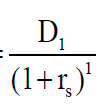 = D₁ / (1+rₛ)¹